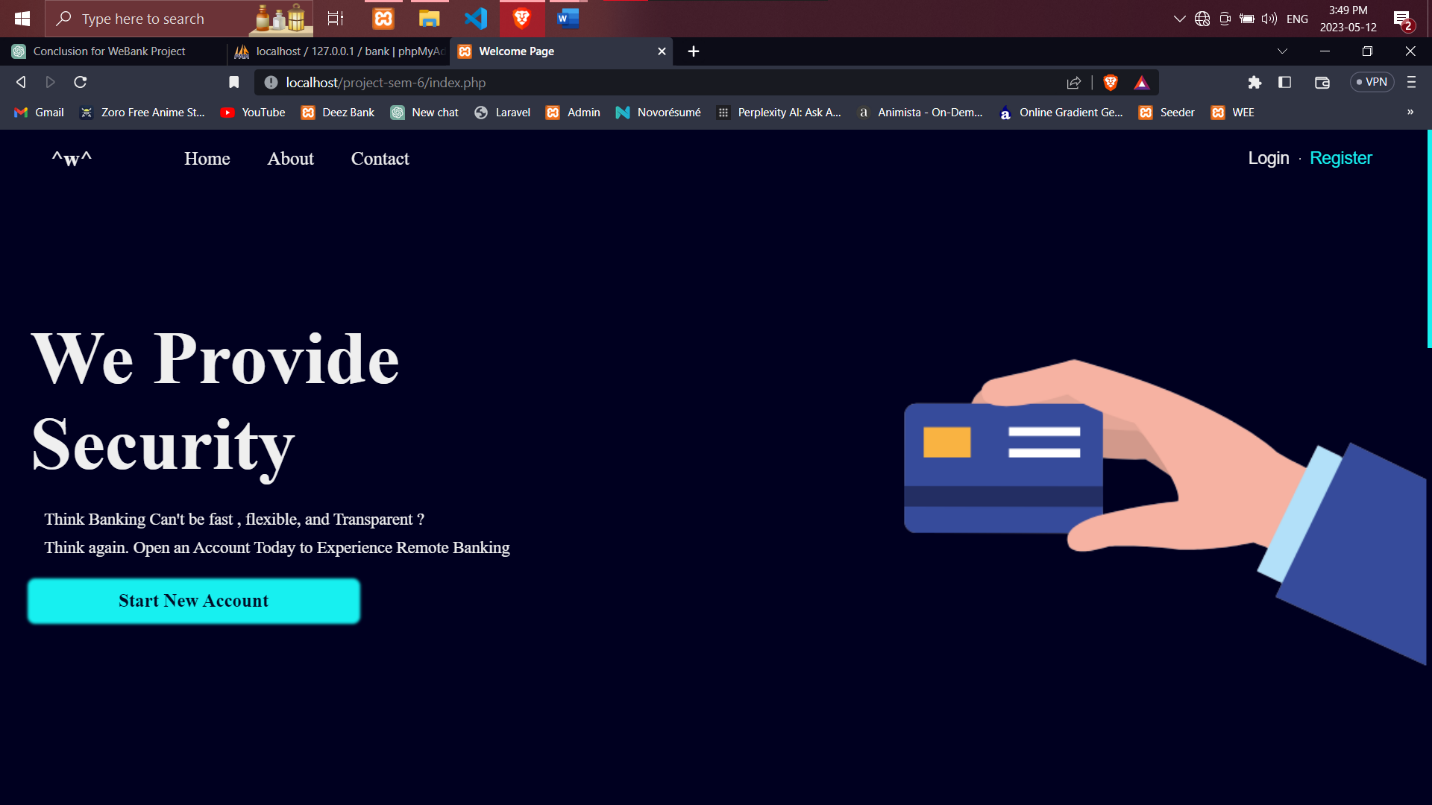 Type here to search
ENG
3:49 PM
2023-05-12
2
Conclusion for WeBank Project
localhost / 127.0.0.1 / bank | phpMyAd
Welcome Page
localhost/project-sem-6/index.php
VPN
Gmail
Zoro Free Anime St...
YouTube
Deez Bank
New chat
Laravel
Admin
Novorésumé
Perplexity AI: Ask A...
Animista - On-Dem...
Online Gradient Ge...
Seeder
WEE
»
^w^
Home
About
Contact
Login · Register
We Provide
Security
Think Banking Can't be fast , flexible, and Transparent ?
Think again. Open an Account Today to Experience Remote Banking
Start New Account